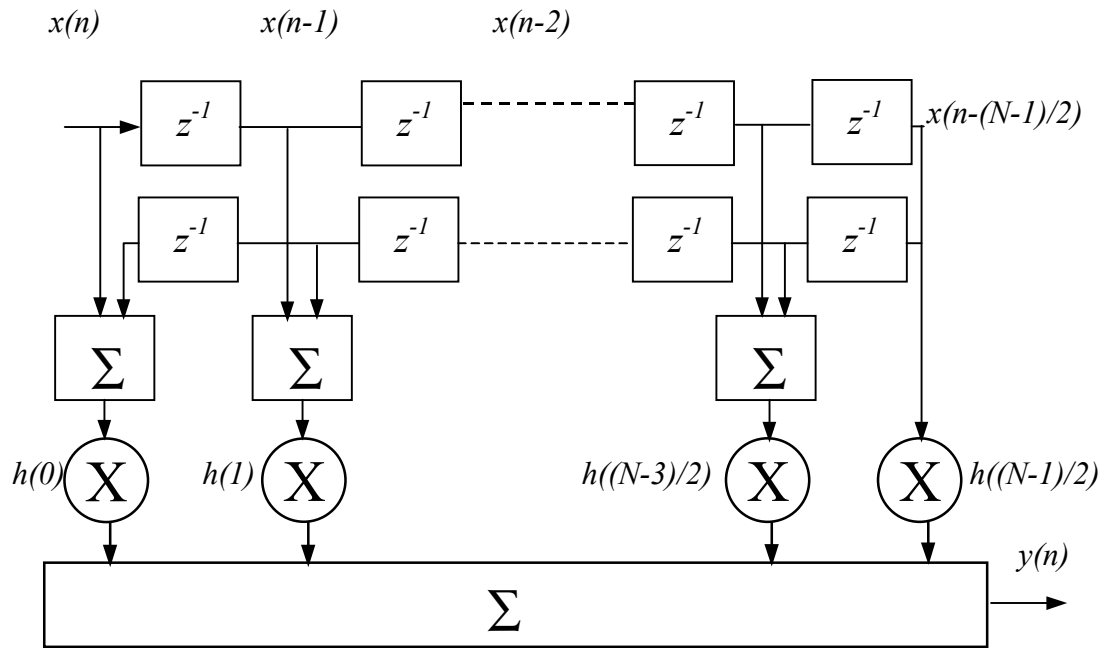 x(n) x(n-1) x(n-2)
z⁻¹ z⁻¹ z⁻¹ z⁻¹ x(n-(N-1)/2)
z⁻¹ z⁻¹ z⁻¹ z⁻¹
Σ Σ Σ
h(0) X h(1) X h((N-3)/2) X X h((N-1)/2)
y(n)
Σ